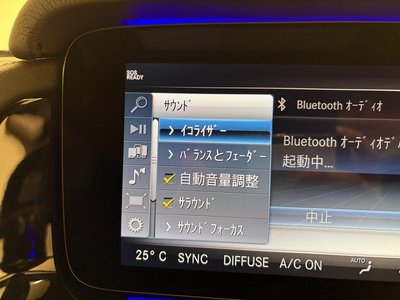 SOS
READY
サウンド
Bluetooth オーディオ
イコライザー
バランスとフェーダー
Bluetooth オーディオデバ
起動中...
自動音量調整
サラウンド
サウンドフォーカス
中止
25°C SYNC DIFFUSE A/C ON AUTO